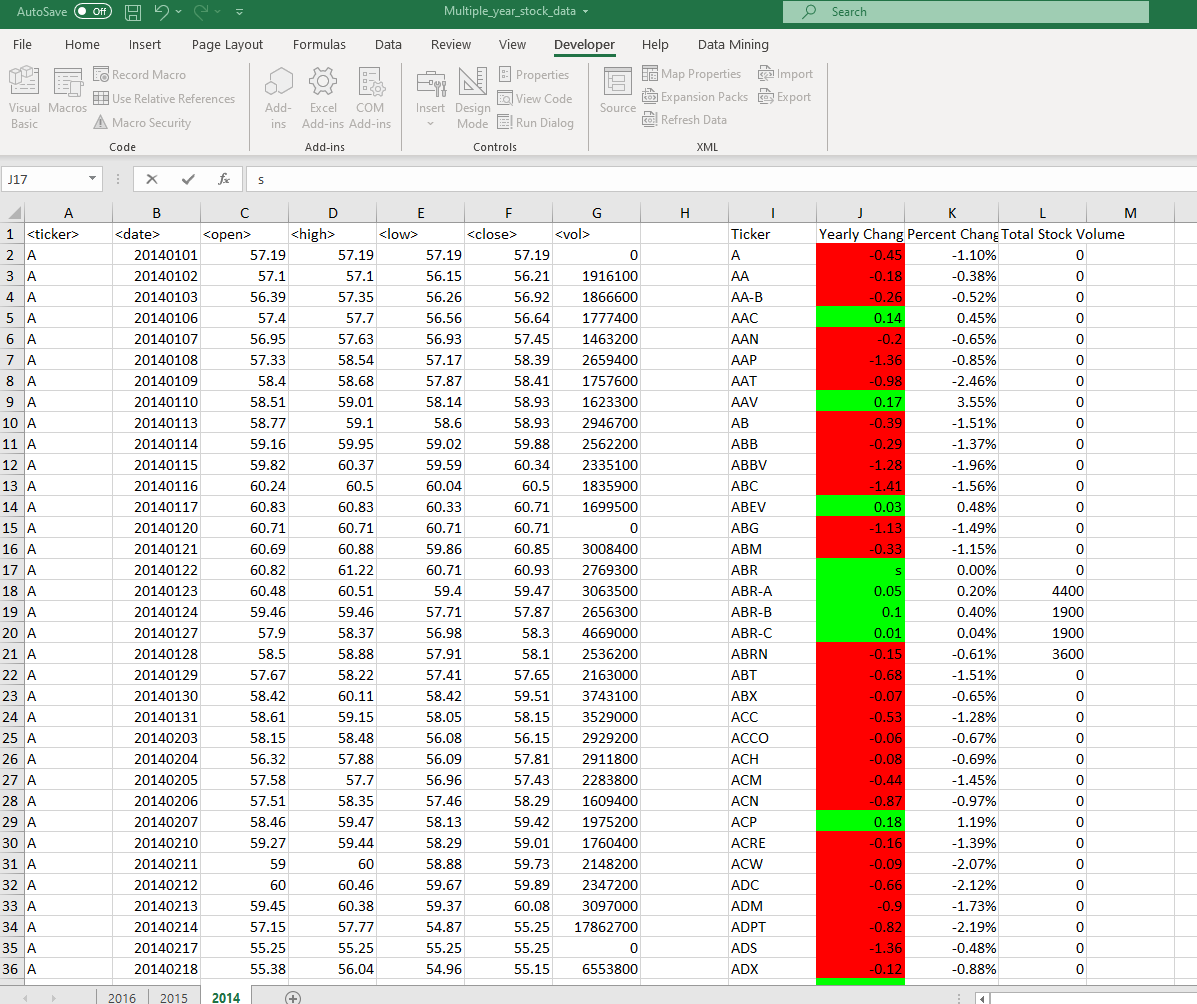 AutoSave Off Multiple_year_stock_data Search
File Home Insert Page Layout Formulas Data Review View Developer Help Data Mining
Visual Basic Macros Record Macro Use Relative References Macro Security
Code
Add-ins Excel Add-ins COM Add-ins
Add-ins
Insert Design Mode Properties View Code Run Dialog
Controls
Source Map Properties Expansion Packs Refresh Data Import Export
XML
J17 fx s
A B C D E F G H I J K L M
1 <ticker> <date> <open> <high> <low> <close> <vol> Ticker Yearly Chang Percent Chang Total Stock Volume
2 A 20140101 57.19 57.19 57.19 57.19 0 A -0.45 -1.10% 0
3 A 20140102 57.1 57.1 56.15 56.21 1916100 AA -0.18 -0.38% 0
4 A 20140103 56.39 57.35 56.26 56.92 1866600 AA-B -0.26 -0.52% 0
5 A 20140106 57.4 57.7 56.56 56.64 1777400 AAC 0.14 0.45% 0
6 A 20140107 56.95 57.63 56.93 57.45 1463200 AAN -0.2 -0.65% 0
7 A 20140108 57.33 58.54 57.17 58.39 2659400 AAP -1.36 -0.85% 0
8 A 20140109 58.4 58.68 57.87 58.41 1757600 AAT -0.98 -2.46% 0
9 A 20140110 58.51 59.01 58.14 58.93 1623300 AAV 0.17 3.55% 0
10 A 20140113 58.77 59.1 58.6 58.93 2946700 AB -0.39 -1.51% 0
11 A 20140114 59.16 59.95 59.02 59.88 2562200 ABB -0.29 -1.37% 0
12 A 20140115 59.82 60.37 59.59 60.34 2335100 ABBV -1.28 -1.96% 0
13 A 20140116 60.24 60.5 60.04 60.5 1835900 ABC -1.41 -1.56% 0
14 A 20140117 60.83 60.83 60.33 60.71 1699500 ABEV 0.03 0.48% 0
15 A 20140120 60.71 60.71 60.71 60.71 0 ABG -1.13 -1.49% 0
16 A 20140121 60.69 60.88 59.86 60.85 3008400 ABM -0.33 -1.15% 0
17 A 20140122 60.82 61.22 60.71 60.93 2769300 ABR s 0.00% 0
18 A 20140123 60.48 60.51 59.4 59.47 3063500 ABR-A 0.05 0.20% 4400
19 A 20140124 59.46 59.46 57.71 57.87 2656300 ABR-B 0.1 0.40% 1900
20 A 20140127 57.9 58.37 56.98 58.3 4669000 ABR-C 0.01 0.04% 1900
21 A 20140128 58.5 58.88 57.91 58.1 2536200 ABRN -0.15 -0.61% 3600
22 A 20140129 57.67 58.22 57.41 57.65 2163000 ABT -0.68 -1.51% 0
23 A 20140130 58.42 60.11 58.42 59.51 3743100 ABX -0.07 -0.65% 0
24 A 20140131 58.61 59.15 58.05 58.15 3529000 ACC -0.53 -1.28% 0
25 A 20140203 58.15 58.48 56.08 56.15 2929200 ACCO -0.06 -0.67% 0
26 A 20140204 56.32 57.88 56.09 57.81 2911800 ACH -0.08 -0.69% 0
27 A 20140205 57.58 57.7 56.96 57.43 2283800 ACM -0.44 -1.45% 0
28 A 20140206 57.51 58.35 57.46 58.29 1609400 ACN -0.87 -0.97% 0
29 A 20140207 58.46 59.47 58.13 59.42 1975200 ACP 0.18 1.19% 0
30 A 20140210 59.27 59.44 58.29 59.01 1760400 ACRE -0.16 -1.39% 0
31 A 20140211 59 60 58.88 59.73 2148200 ACW -0.09 -2.07% 0
32 A 20140212 60 60.46 59.67 59.89 2347200 ADC -0.66 -2.12% 0
33 A 20140213 59.45 60.38 59.37 60.08 3097000 ADM -0.9 -1.73% 0
34 A 20140214 57.15 57.77 54.87 55.25 17862700 ADPT -0.82 -2.19% 0
35 A 20140217 55.25 55.25 55.25 55.25 0 ADS -1.36 -0.48% 0
36 A 20140218 55.38 56.04 54.96 55.15 6553800 ADX -0.12 -0.88% 0
2016 2015 2014